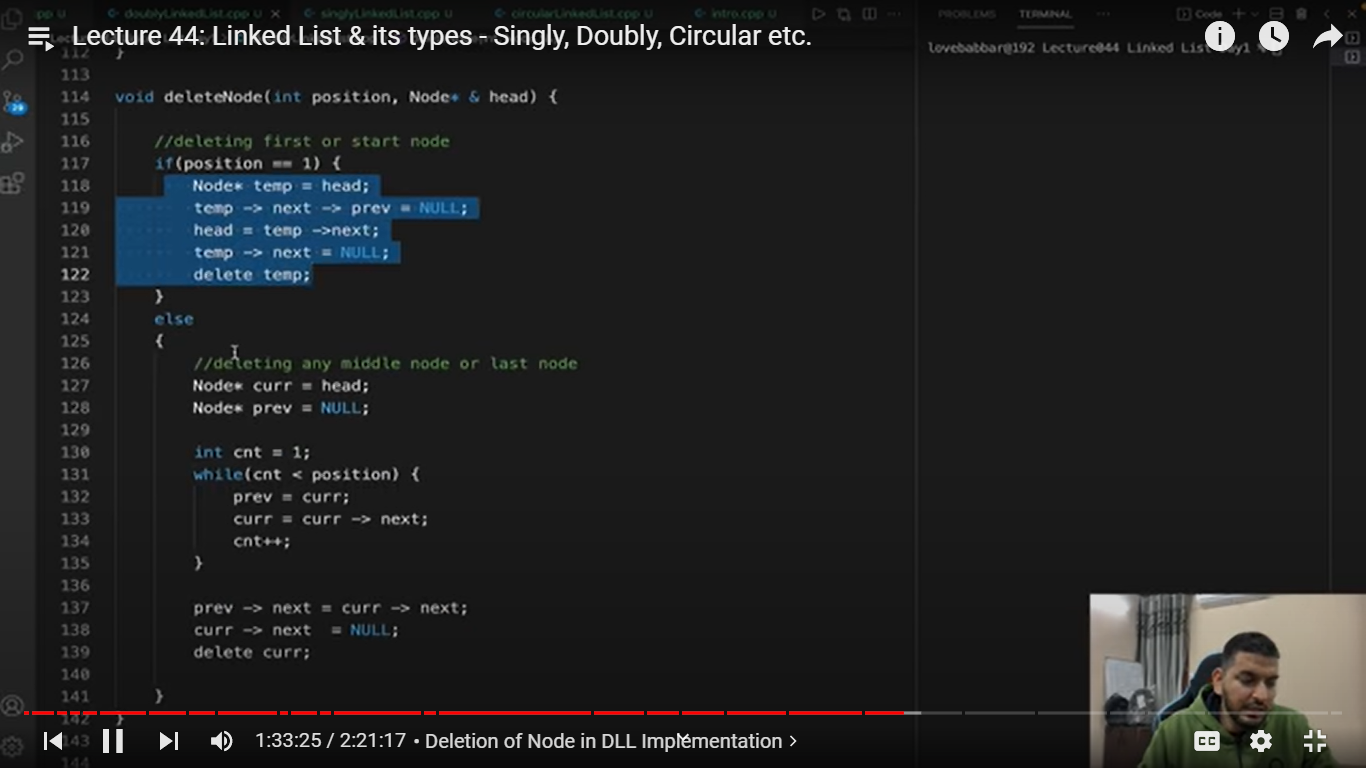 doublyLinkedList.cpp U singlyLinkedList.cpp U circularLinkedList.cpp U intro.cpp U PROBLEMS TERMINAL Code
Lecture 44: Linked List & its types - Singly, Doubly, Circular etc.
112 }
113
114 void deleteNode(int position, Node* & head) {
115
116 //deleting first or start node
117 if(position == 1) {
118 Node* temp = head;
119 temp -> next -> prev = NULL;
120 head = temp ->next;
121 temp -> next = NULL;
122 delete temp;
123 }
124 else
125 {
126 //deleting any middle node or last node
127 Node* curr = head;
128 Node* prev = NULL;
129
130 int cnt = 1;
131 while(cnt < position) {
132 prev = curr;
133 curr = curr -> next;
134 cnt++;
135 }
136
137 prev -> next = curr -> next;
138 curr -> next  = NULL;
139 delete curr;
140
141 }
142 }
143
144
lovebabbar@192 Lecture044 Linked List
1:33:25 / 2:21:17 • Deletion of Node in DLL Implementation >
CC